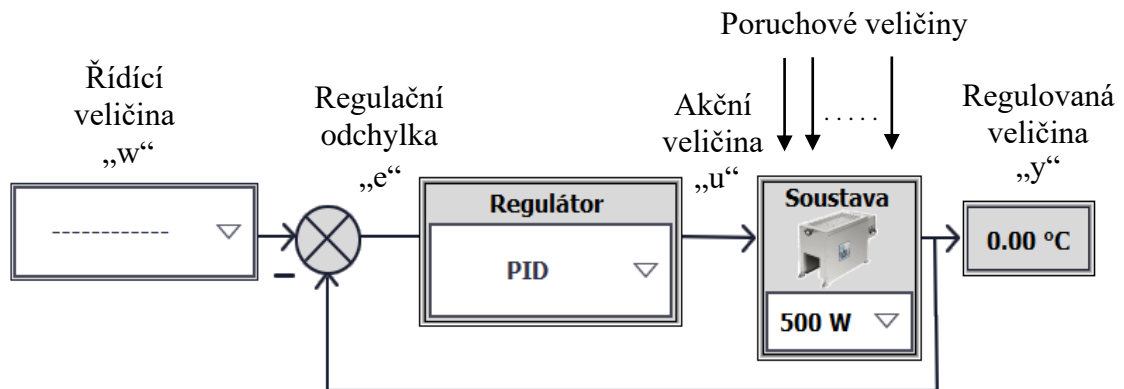 Poruchové veličiny
Řídící
veličina
„w“
Regulační
odchylka
„e“
Akční
veličina
„u“
.....
Regulovaná
veličina
„y“
------------
–
Regulátor
PID
Soustava
500 W
0.00 °C